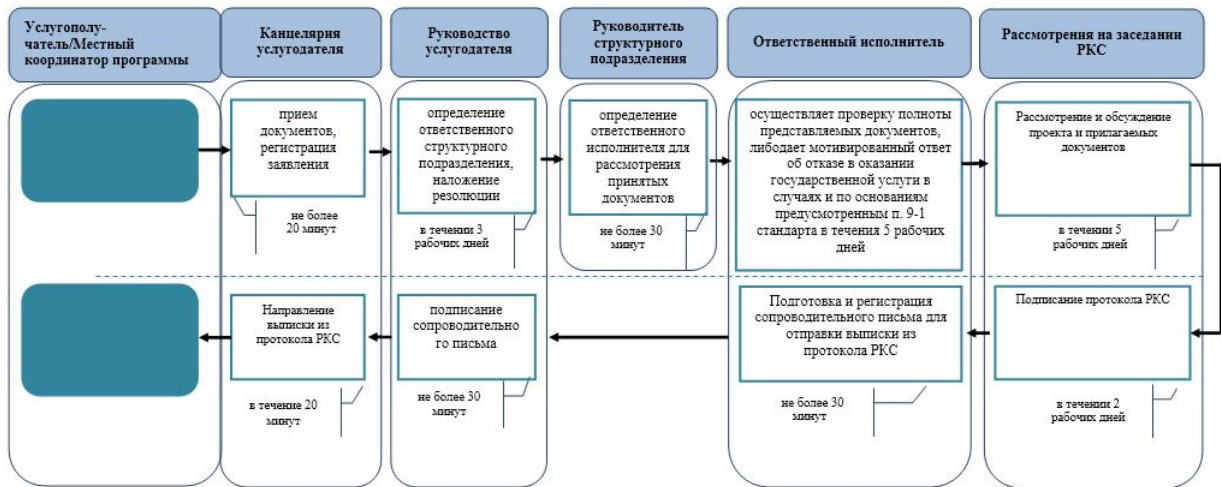 Услугополу-
чатель/Местный
координатор программы
Канцелярия
услугодателя
Руководство
услугодателя
Руководитель
структурного
подразделения
Ответственный исполнитель
Рассмотрения на заседании
РКС
прием
документов,
регистрация
заявления
не более
20 минут
определение
ответственного
структурного
подразделения,
наложение
резолюции
в течении 3
рабочих дней
определение
ответственного
исполнителя для
рассмотрения
принятых
документов
не более 30
минут
осуществляет проверку полноты
представляемых документов,
либодает мотивированный ответ
об отказе в оказании
государственной услуги в
случаях и по основаниям
предусмотренным п. 9-1
стандарта в течения 5 рабочих
дней
Рассмотрение и обсуждение
проекта и прилагаемых
документов
в течении 5
рабочих дней
Направление
выписки из
протокола РКС
в течение 20
минут
подписание
сопроводительно
го письма
не более 30
минут
Подготовка и регистрация
сопроводительного письма для
отправки выписки из
протокола РКС
не более 30
минут
Подписание протокола РКС
в течении 2
рабочих дней